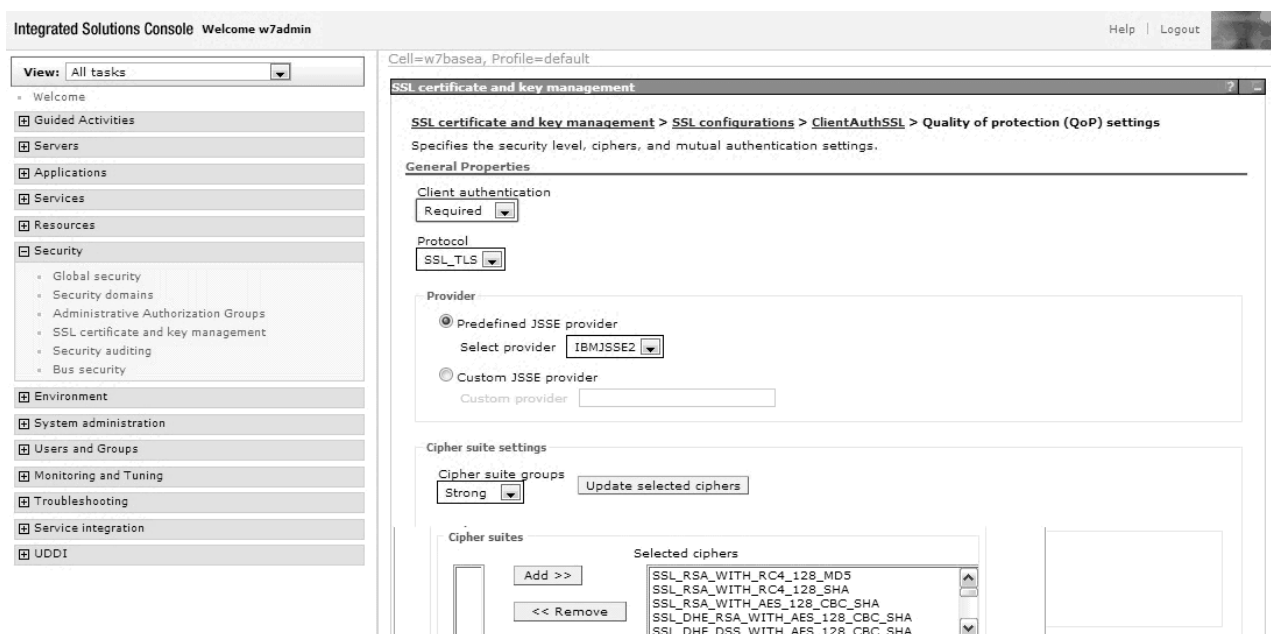 Integrated Solutions Console Welcome w7admin
Help | Logout
View: All tasks
Welcome
Guided Activities
Servers
Applications
Services
Resources
Security
Global security
Security domains
Administrative Authorization Groups
SSL certificate and key management
Security auditing
Bus security
Environment
System administration
Users and Groups
Monitoring and Tuning
Troubleshooting
Service integration
UDDI
Cell=w7basea, Profile=default
SSL certificate and key management
? -
SSL certificate and key management > SSL configurations > ClientAuthSSL > Quality of protection (QoP) settings
Specifies the security level, ciphers, and mutual authentication settings.
General Properties
Client authentication
Required
Protocol
SSL_TLS
Provider
Predefined JSSE provider
Select provider IBMJSSE2
Custom JSSE provider
Custom provider
Cipher suite settings
Cipher suite groups
Strong
Update selected ciphers
Cipher suites
Selected ciphers
Add >>
<< Remove
SSL_RSA_WITH_RC4_128_MD5
SSL_RSA_WITH_RC4_128_SHA
SSL_RSA_WITH_AES_128_CBC_SHA
SSL_DHE_RSA_WITH_AES_128_CBC_SHA
SSL_DHE_DSS_WITH_AES_128_CBC_SHA